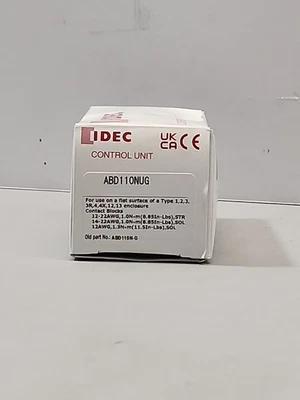 IDEC
UK
CA CE
CONTROL UNIT
ABD110NUG
For use on a flat surface of a Type 1,2,3,
3R,4,4X,12,13 enclosure
Contact Blocks
12-22AWG,1.0N-m(8.85In-Lbs),STR
14-22AWG,1.0N-m(8.85In-Lbs),SOL
12AWG,1.3N-m(11.5In-Lbs),SOL
Old part No.: ABD110N-G